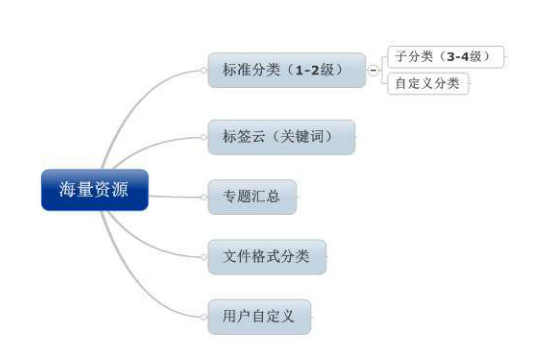 海量资源
标准分类（1-2级）
子分类（3-4级）
自定义分类
标签云（关键词）
专题汇总
文件格式分类
用户自定义